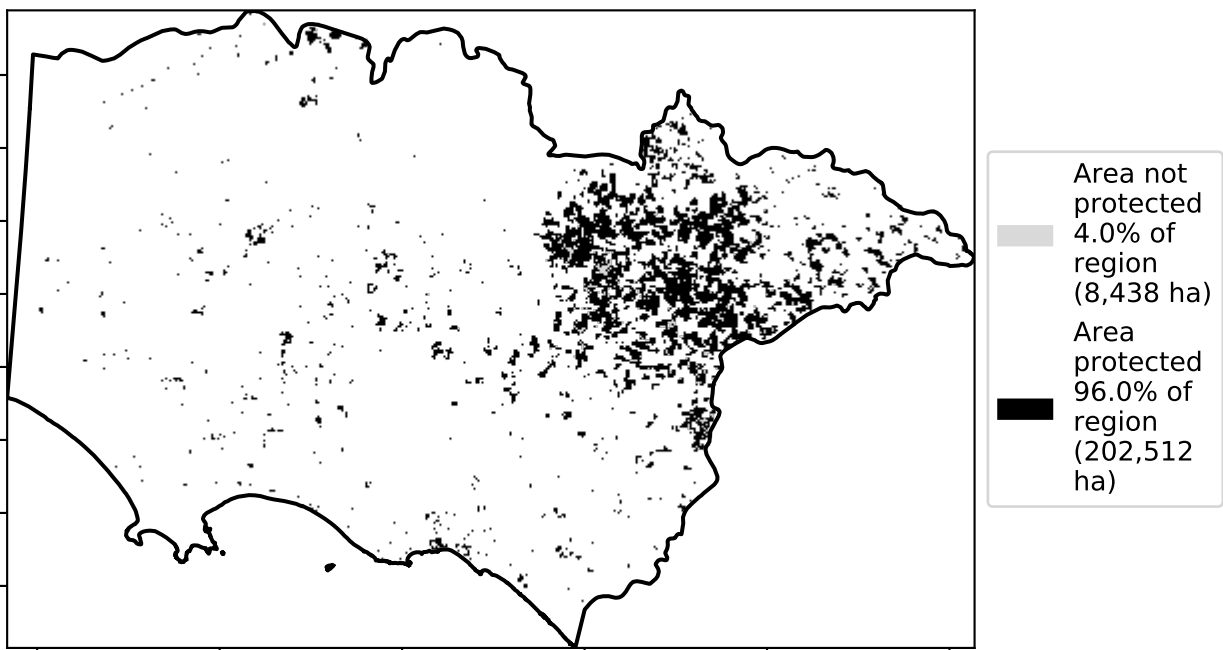 Area not
protected
4.0% of
region
(8,438 ha)
Area
protected
96.0% of
region
(202,512
ha)